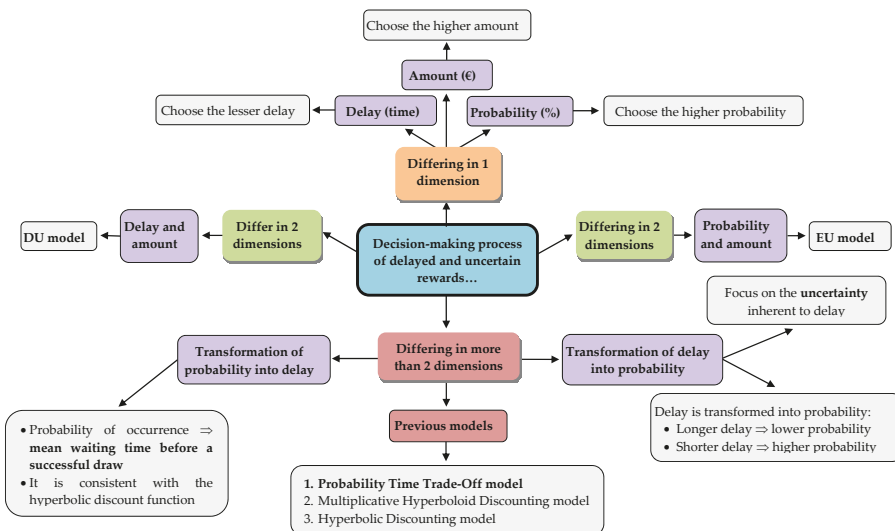 Choose the higher amount
Amount (€)
Choose the lesser delay
Delay (time)
Probability (%)
Choose the higher probability
Differing in 1
dimension
DU model
Delay and
amount
Differ in 2
dimensions
Decision-making process
of delayed and uncertain
rewards…
Differing in 2
dimensions
Probability
and amount
EU model
Focus on the uncertainty
inherent to delay
Transformation of
probability into delay
Differing in more
than 2 dimensions
Transformation of delay
into probability
• Probability of occurrence ⇒
mean waiting time before a
successful draw
• It is consistent with the
hyperbolic discount function
Previous models
Delay is transformed into probability:
• Longer delay ⇒ lower probability
• Shorter delay ⇒ higher probability
1. Probability Time Trade-Off model
2. Multiplicative Hyperboloid Discounting model
3. Hyperbolic Discounting model